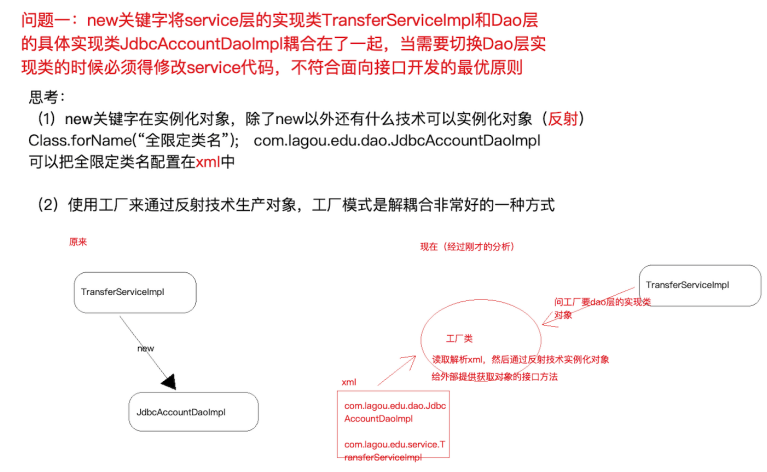 问题一：new关键字将service层的实现类TransferServiceImpl和Dao层
的具体实现类JdbcAccountDaoImpl耦合在了一起，当需要切换Dao层实
现类的时候必须得修改service代码，不符合面向接口开发的最优原则
思考：
（1）new关键字在实例化对象，除了new以外还有什么技术可以实例化对象（反射）
Class.forName(“全限定类名”); com.lagou.edu.dao.JdbcAccountDaoImpl
可以把全限定类名配置在xml中
（2）使用工厂来通过反射技术生产对象，工厂模式是解耦合非常好的一种方式
原来
TransferServiceImpl
new
JdbcAccountDaoImpl
现在（经过刚才的分析）
TransferServiceImpl
问工厂要dao层的实现类
对象
工厂类
读取解析xml，然后通过反射技术实例化对象
给外部提供获取对象的接口方法
xml
com.lagou.edu.dao.Jdbc
AccountDaoImpl
com.lagou.edu.service.T
ransferServiceImpl